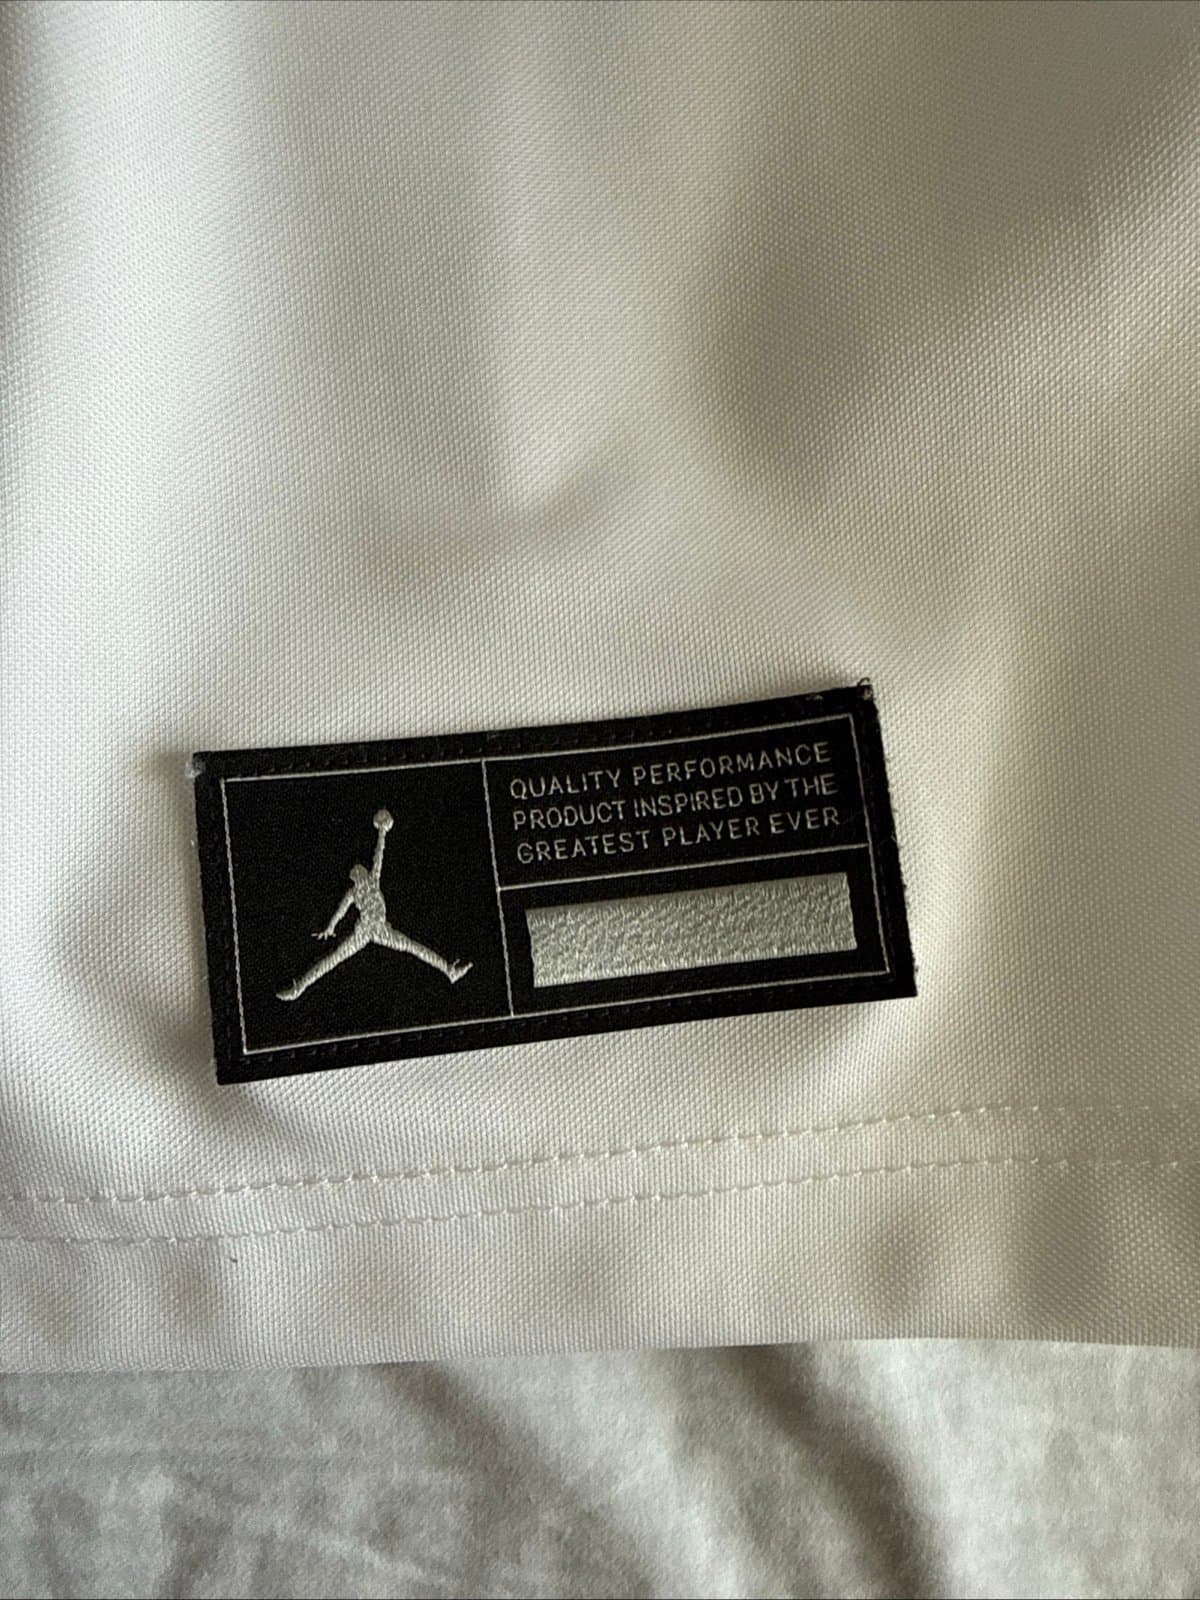 QUALITY PERFORMANCE
PRODUCT INSPIRED BY THE
GREATEST PLAYER EVER